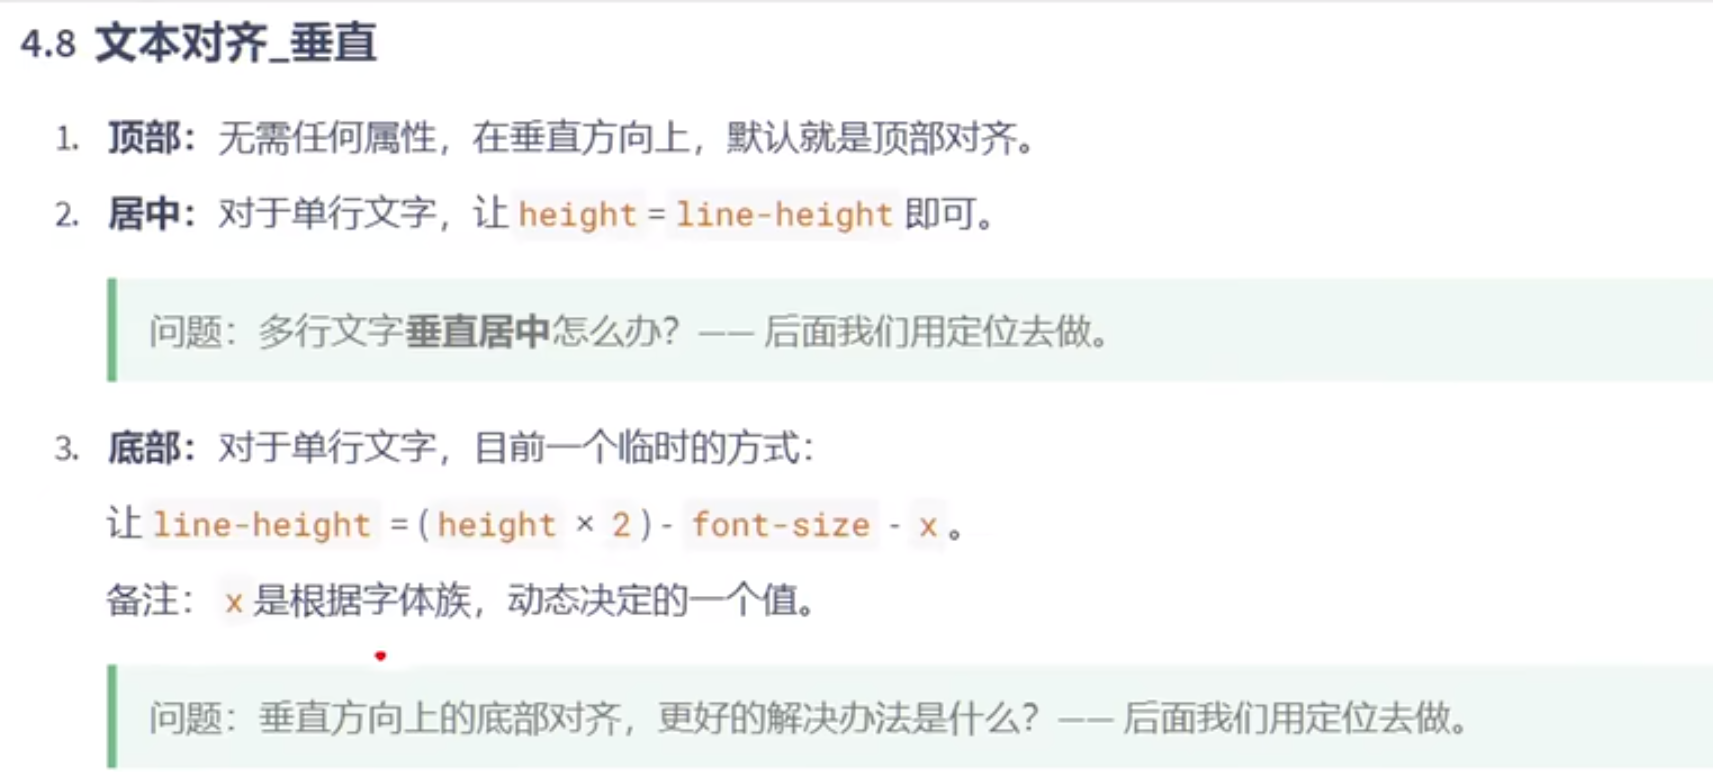 4.8 文本对齐_垂直
1. 顶部：无需任何属性，在垂直方向上，默认就是顶部对齐。
2. 居中：对于单行文字，让 height = line-height 即可。
问题：多行文字垂直居中怎么办？—— 后面我们用定位去做。
3. 底部：对于单行文字，目前一个临时的方式：
让 line-height =( height × 2 )- font-size - x 。
备注： x 是根据字体族，动态决定的一个值。
问题：垂直方向上的底部对齐，更好的解决办法是什么？—— 后面我们用定位去做。